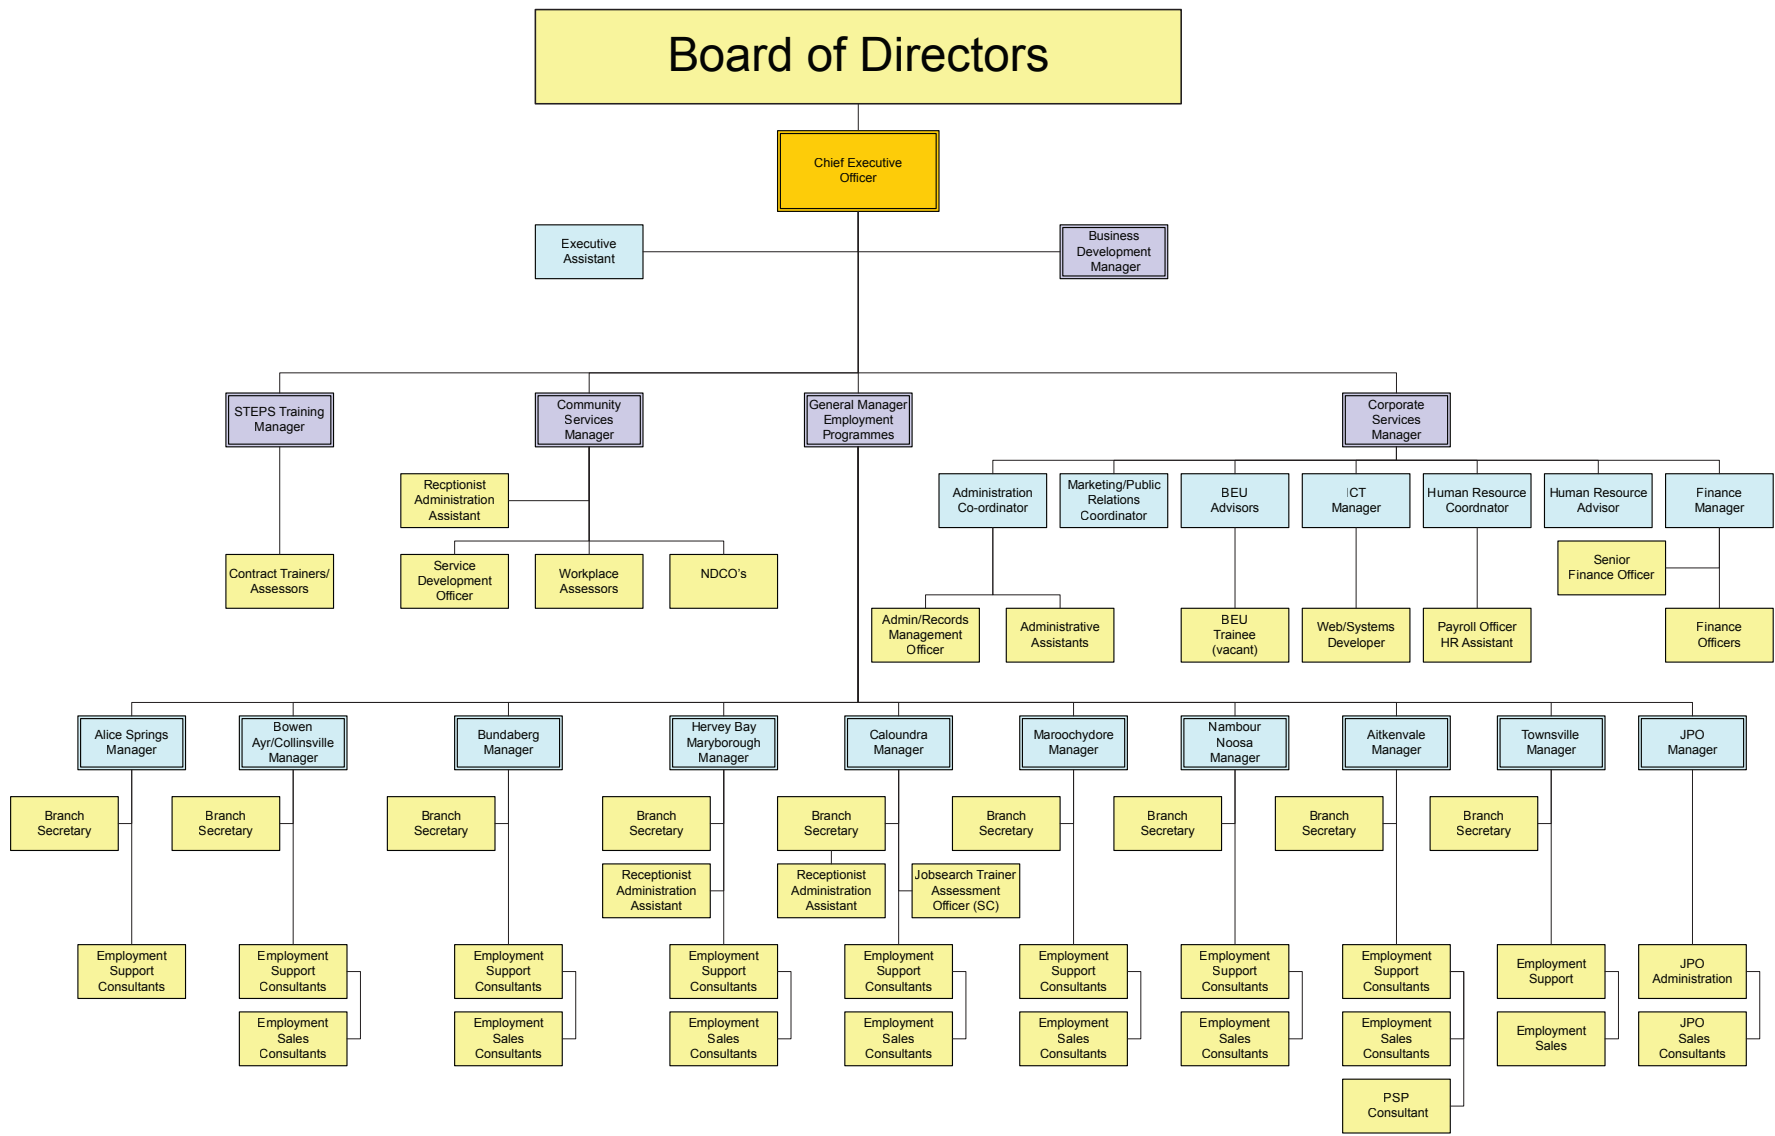 Board of Directors
Chief Executive
Officer
Executive
Assistant
Business
Development
Manager
STEPS Training
Manager
Community
Services
Manager
General Manager
Employment
Programmes
Corporate
Services
Manager
Recptionist
Administration
Assistant
Administration
Co-ordinator
Marketing/Public
Relations
Coordinator
BEU
Advisors
ICT
Manager
Human Resource
Coordnator
Human Resource
Advisor
Finance
Manager
Contract Trainers/
Assessors
Service
Development
Officer
Workplace
Assessors
NDCO's
Senior
Finance Officer
Admin/Records
Management
Officer
Administrative
Assistants
BEU
Trainee
(vacant)
Web/Systems
Developer
Payroll Officer
HR Assistant
Finance
Officers
Alice Springs
Manager
Bowen
Ayr/Collinsville
Manager
Bundaberg
Manager
Hervey Bay
Maryborough
Manager
Caloundra
Manager
Maroochydore
Manager
Nambour
Noosa
Manager
Aitkenvale
Manager
Townsville
Manager
JPO
Manager
Branch
Secretary
Branch
Secretary
Branch
Secretary
Branch
Secretary
Branch
Secretary
Branch
Secretary
Branch
Secretary
Branch
Secretary
Branch
Secretary
Receptionist
Administration
Assistant
Receptionist
Administration
Assistant
Jobsearch Trainer
Assessment
Officer (SC)
Employment
Support
Consultants
Employment
Support
Consultants
Employment
Support
Consultants
Employment
Support
Consultants
Employment
Support
Consultants
Employment
Support
Consultants
Employment
Support
Consultants
Employment
Support
Consultants
Employment
Support
JPO
Administration
Employment
Sales
Consultants
Employment
Sales
Consultants
Employment
Sales
Consultants
Employment
Sales
Consultants
Employment
Sales
Consultants
Employment
Sales
Consultants
Employment
Sales
Consultants
Employment
Sales
JPO
Sales
Consultants
PSP
Consultant